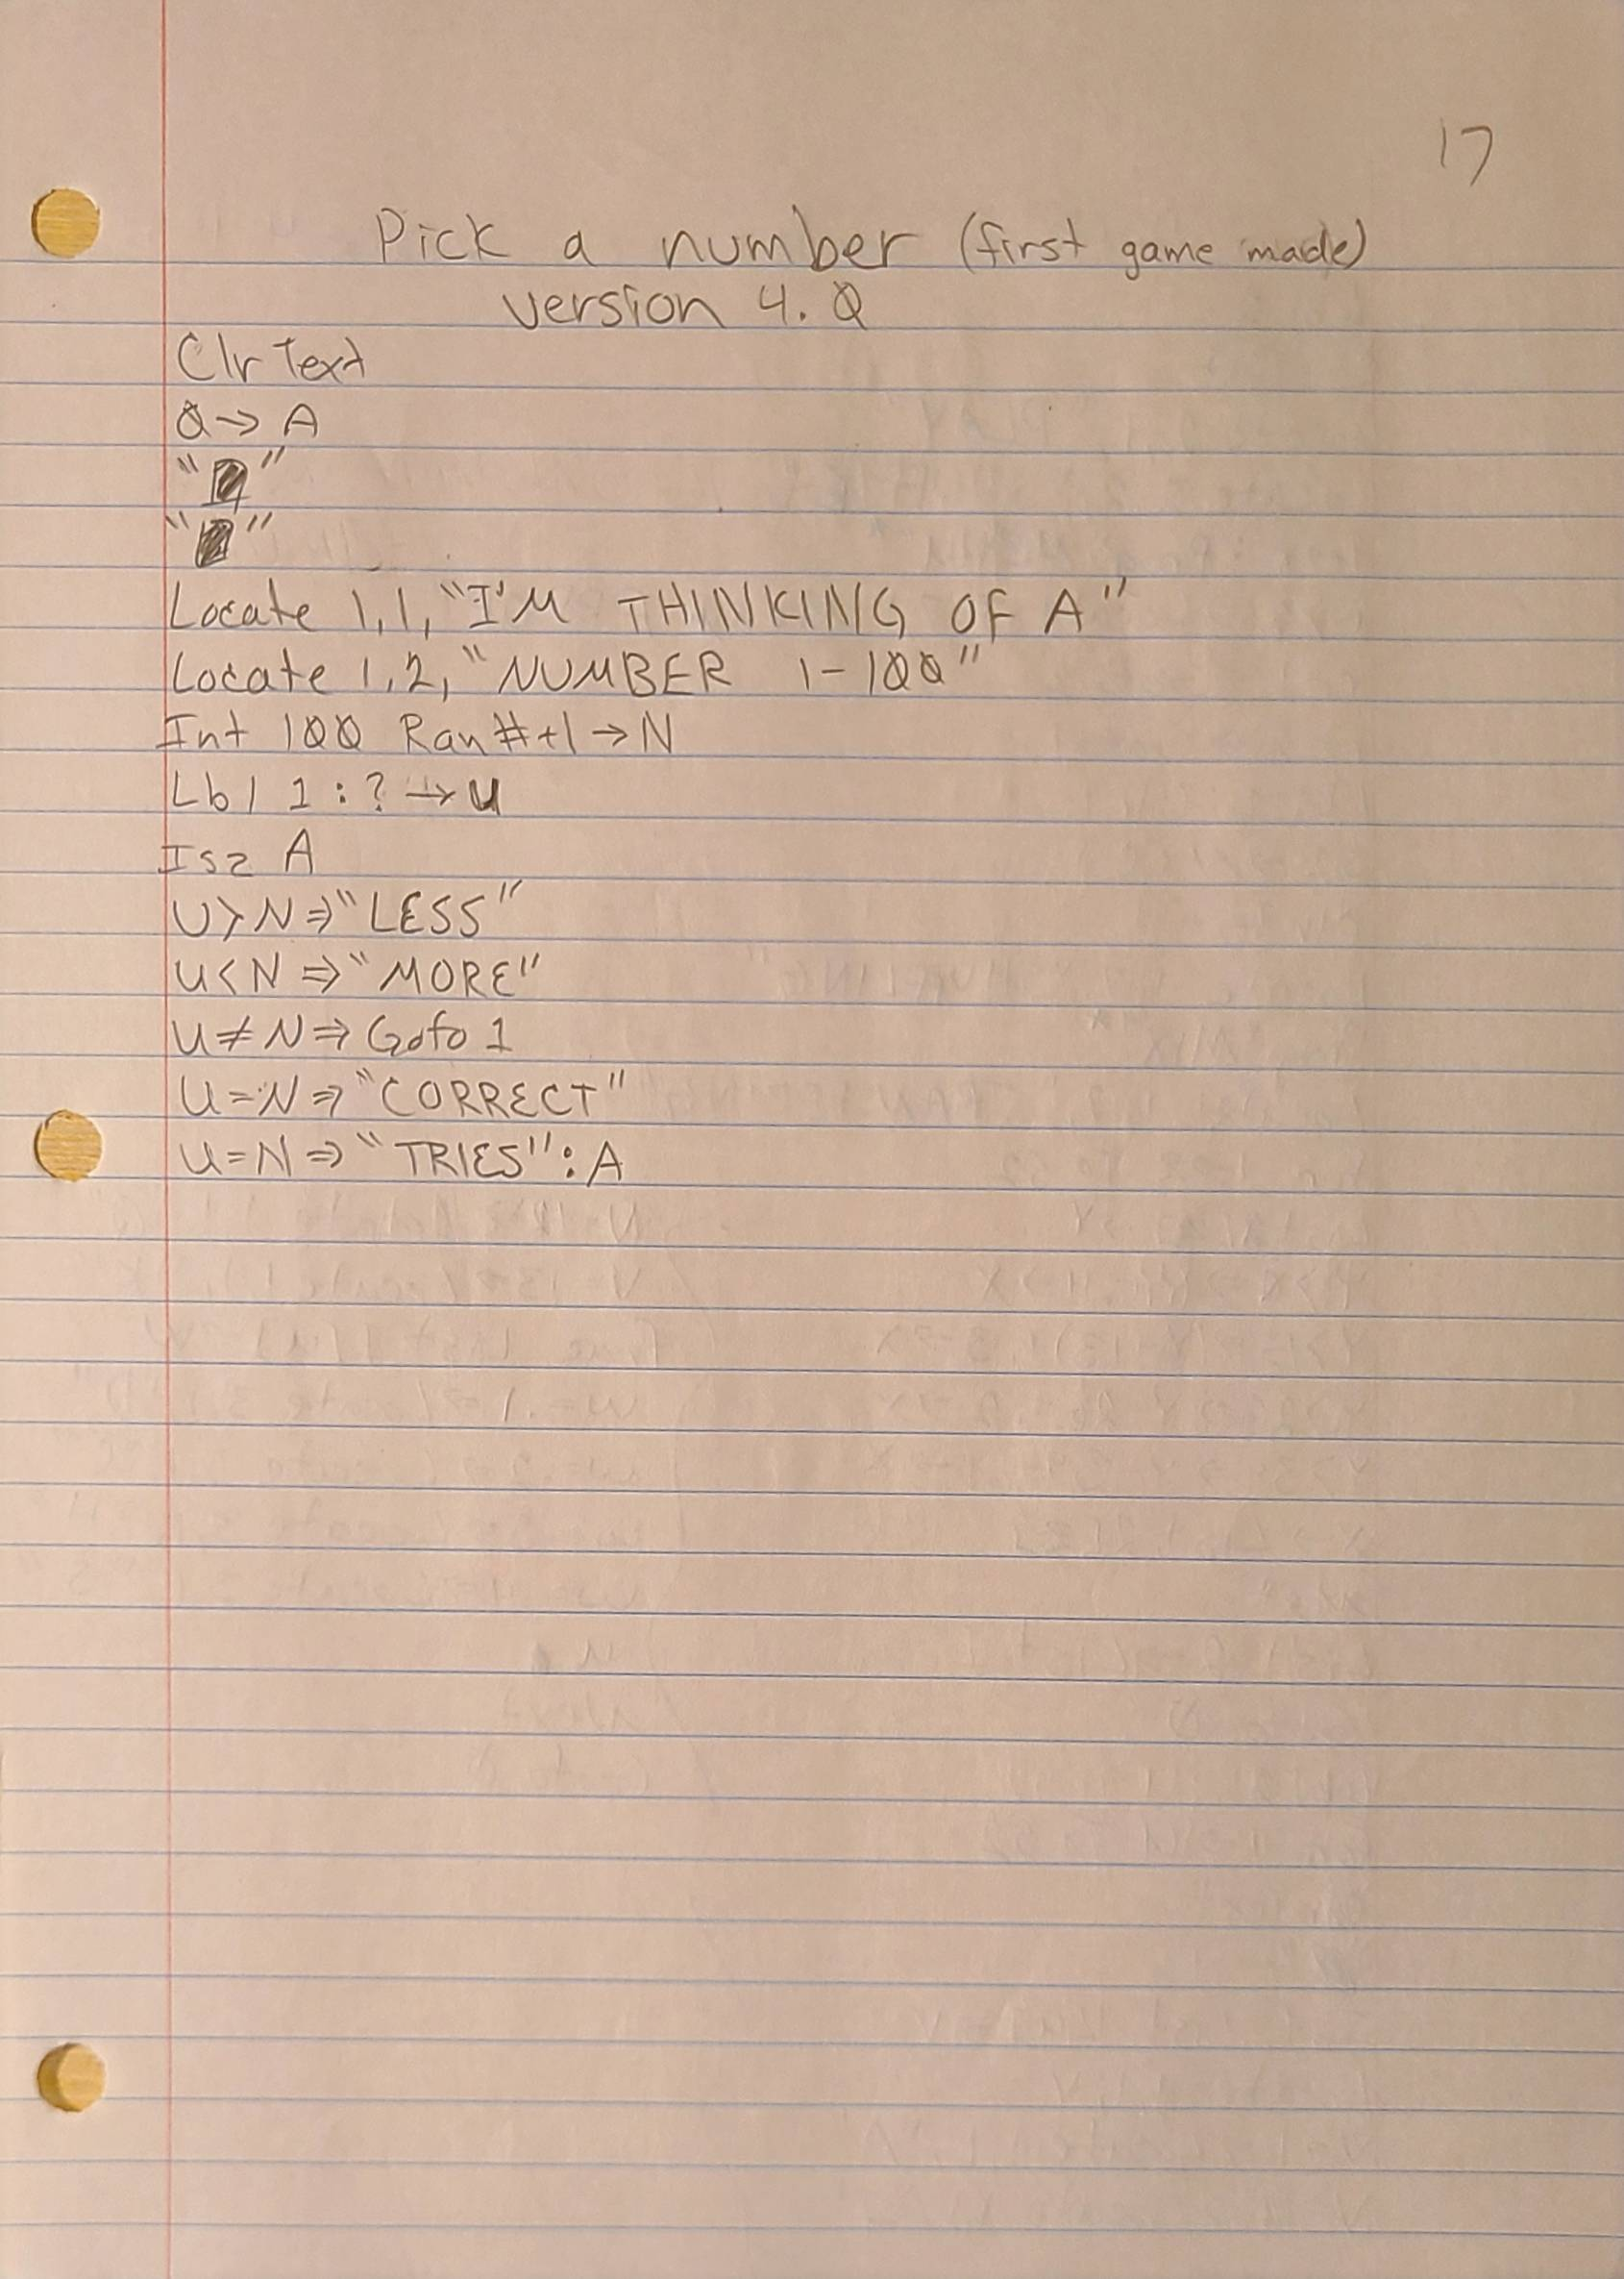 17
Pick a number (first game made)
version 4.0
Clr Text
0→ A
"■"
"■"
Locate 1,1,"I'M THINKING OF A"
Locate 1,2,"NUMBER 1-100"
Int 100 Ran#+1→N
Lbl 1:?→U
Isz A
U>N⇒"LESS"
U<N⇒"MORE"
U≠N⇒Goto 1
U=N⇒"CORRECT"
U=N⇒"TRIES":A